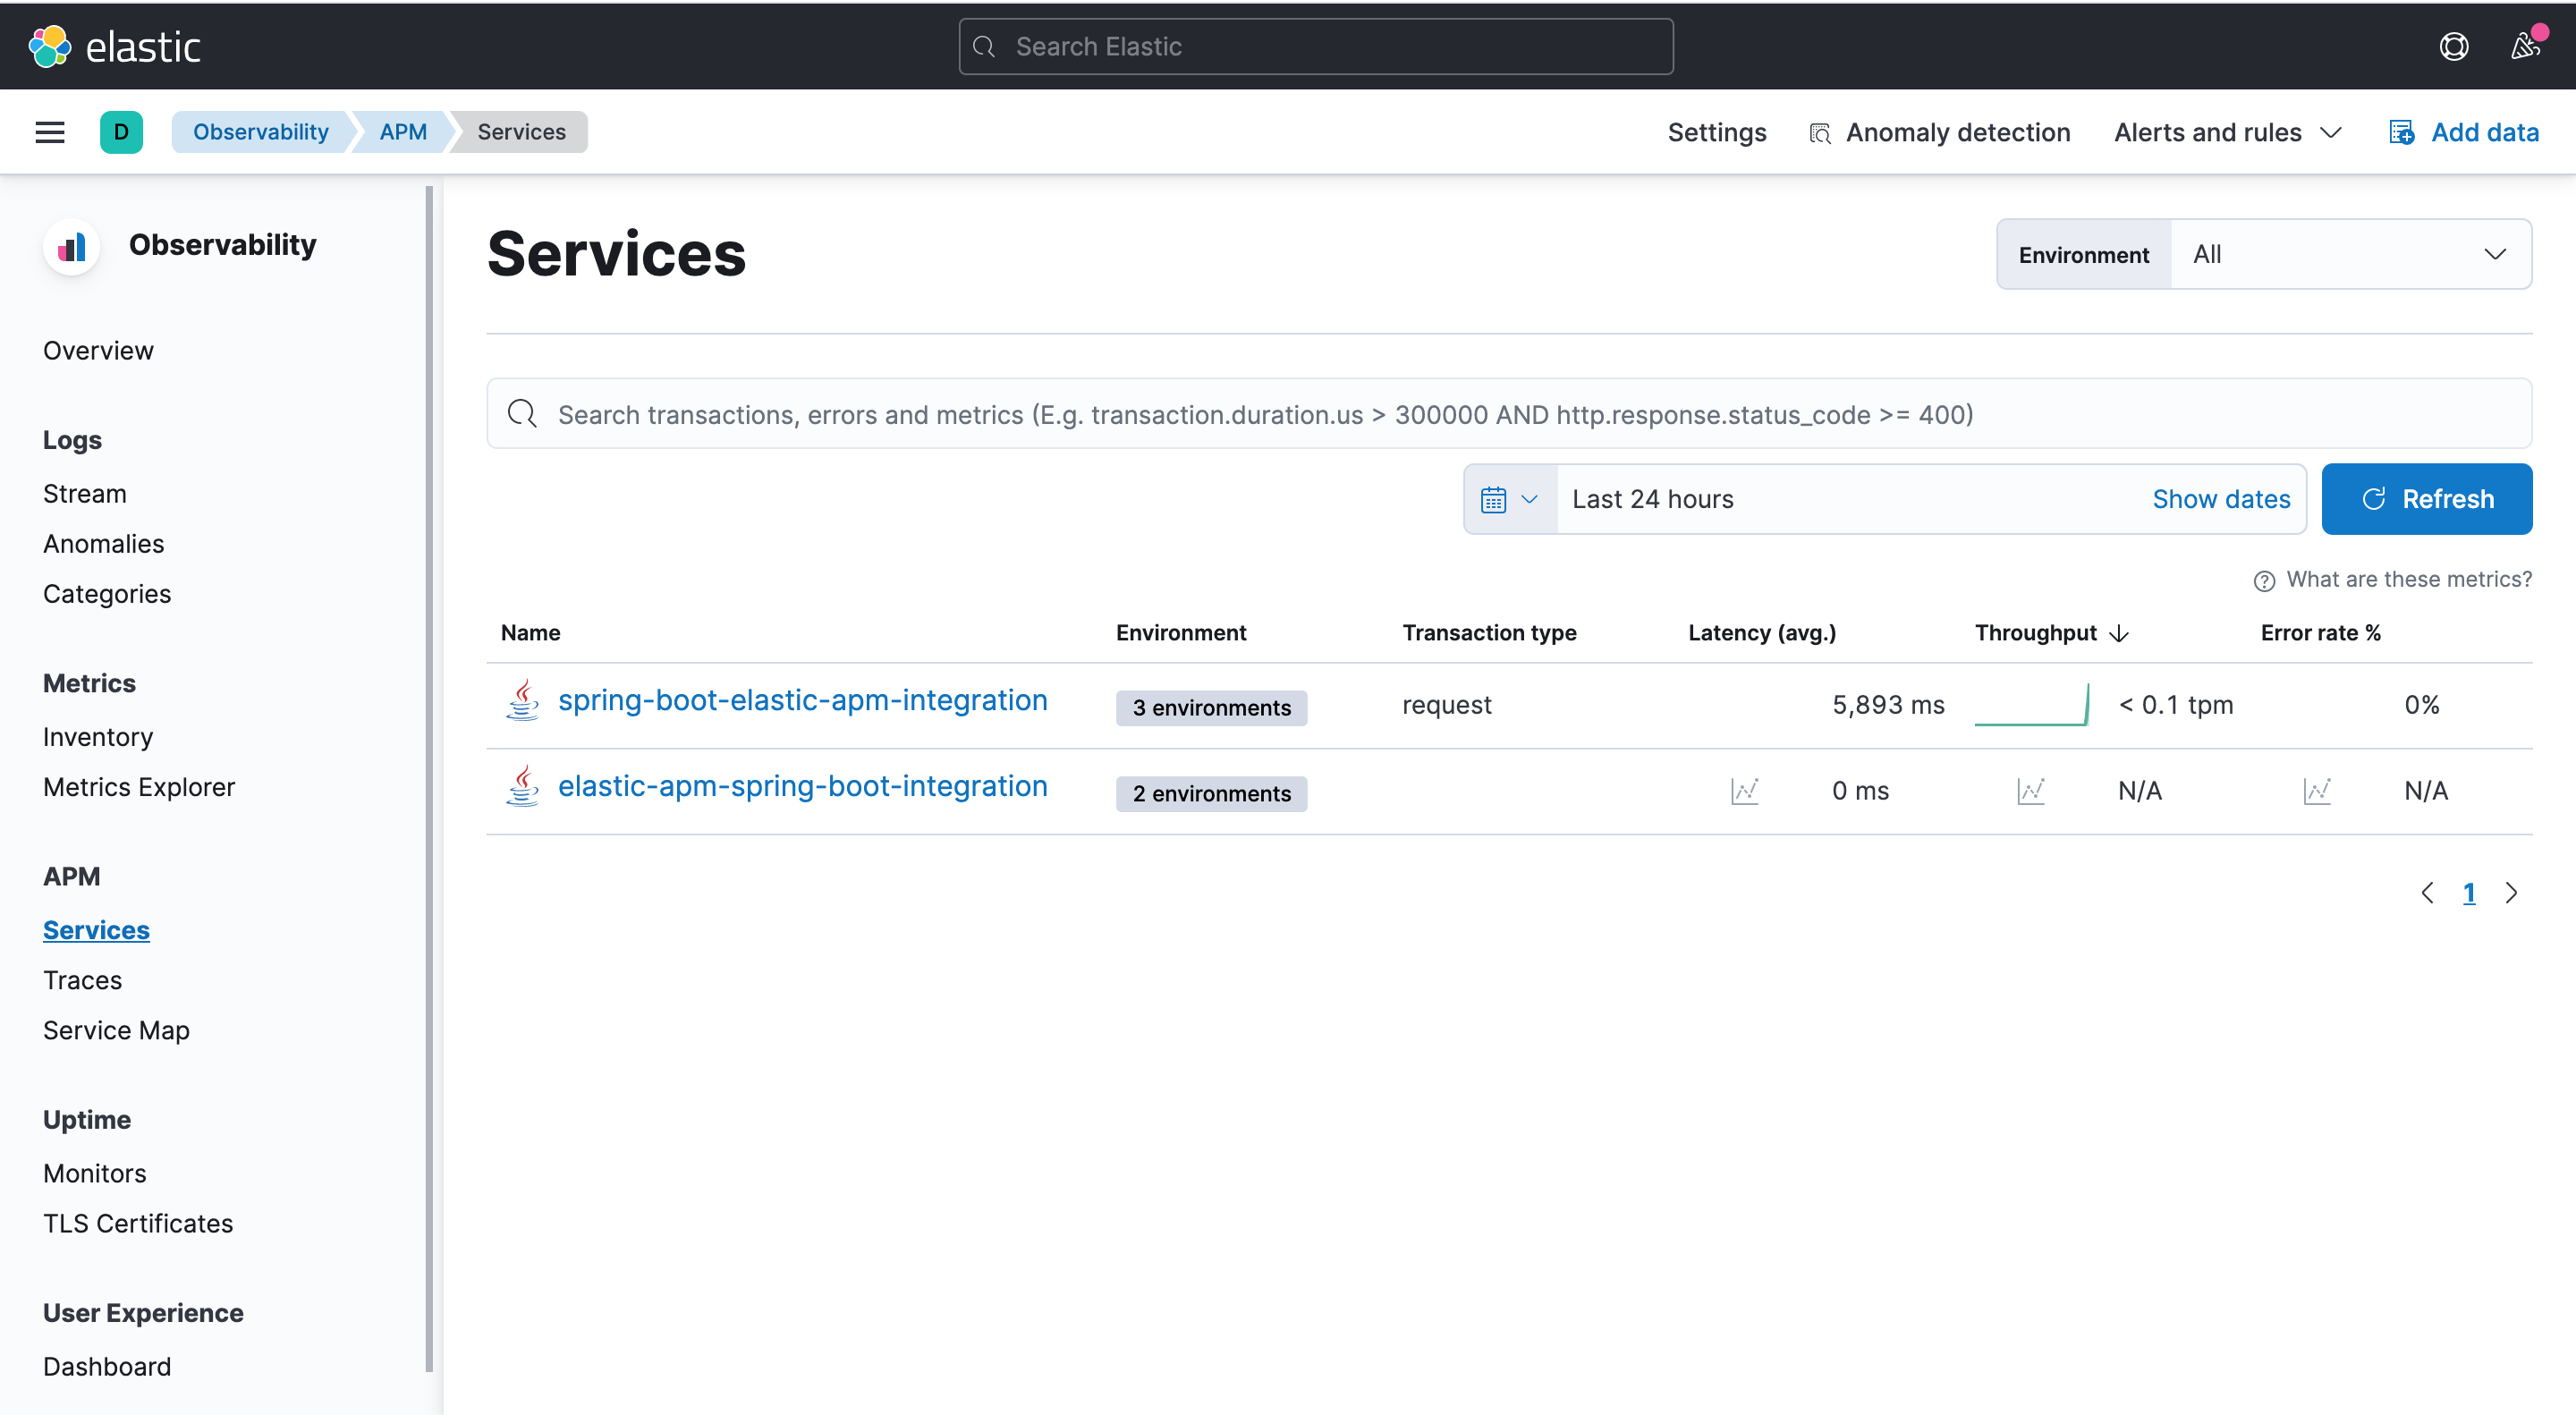 elastic
Search Elastic
D
Observability
APM
Services
Settings
Anomaly detection
Alerts and rules
Add data
Observability
Overview
Logs
Stream
Anomalies
Categories
Metrics
Inventory
Metrics Explorer
APM
Services
Traces
Service Map
Uptime
Monitors
TLS Certificates
User Experience
Dashboard
Services
Environment All
Search transactions, errors and metrics (E.g. transaction.duration.us > 300000 AND http.response.status_code >= 400)
Last 24 hours Show dates Refresh
What are these metrics?
Name Environment Transaction type Latency (avg.) Throughput Error rate %
spring-boot-elastic-apm-integration 3 environments request 5,893 ms < 0.1 tpm 0%
elastic-apm-spring-boot-integration 2 environments 0 ms N/A N/A
1